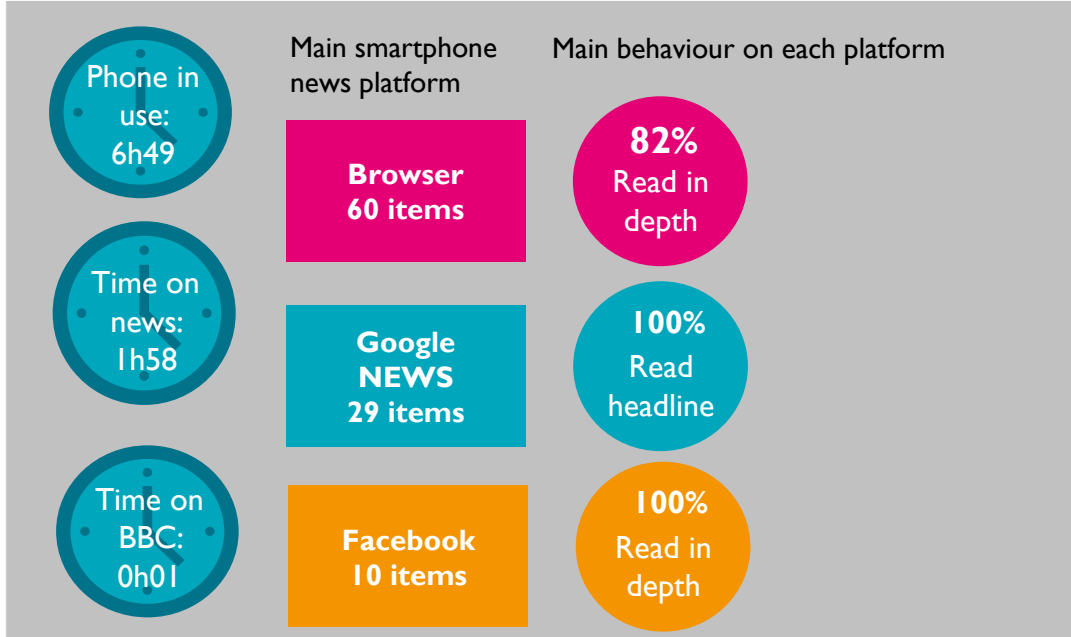 Phone in
use:
6h49
Time on
news:
1h58
Time on
BBC:
0h01
Main smartphone
news platform
Browser
60 items
Google
NEWS
29 items
Facebook
10 items
Main behaviour on each platform
82%
Read in
depth
100%
Read
headline
100%
Read in
depth